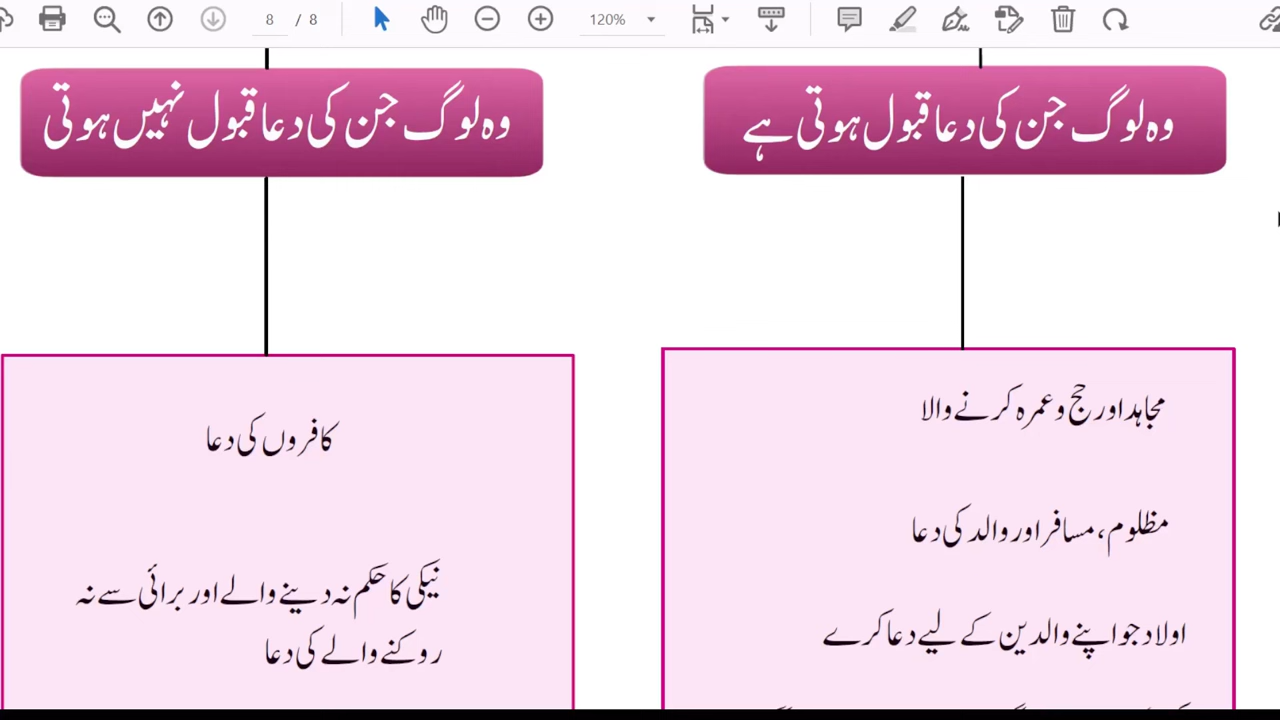 8 / 8
120%
وہ لوگ جن کی دعا قبول ہوتی ہے
مجاہد اور حج و عمرہ کرنے والا
مظلوم، مسافر اور والد کی دعا
اولاد جو اپنے والدین کے لیے دعا کرے
وہ لوگ جن کی دعا قبول نہیں ہوتی
کافروں کی دعا
نیکی کا حکم نہ دینے والے اور برائی سے نہ
روکنے والے کی دعا